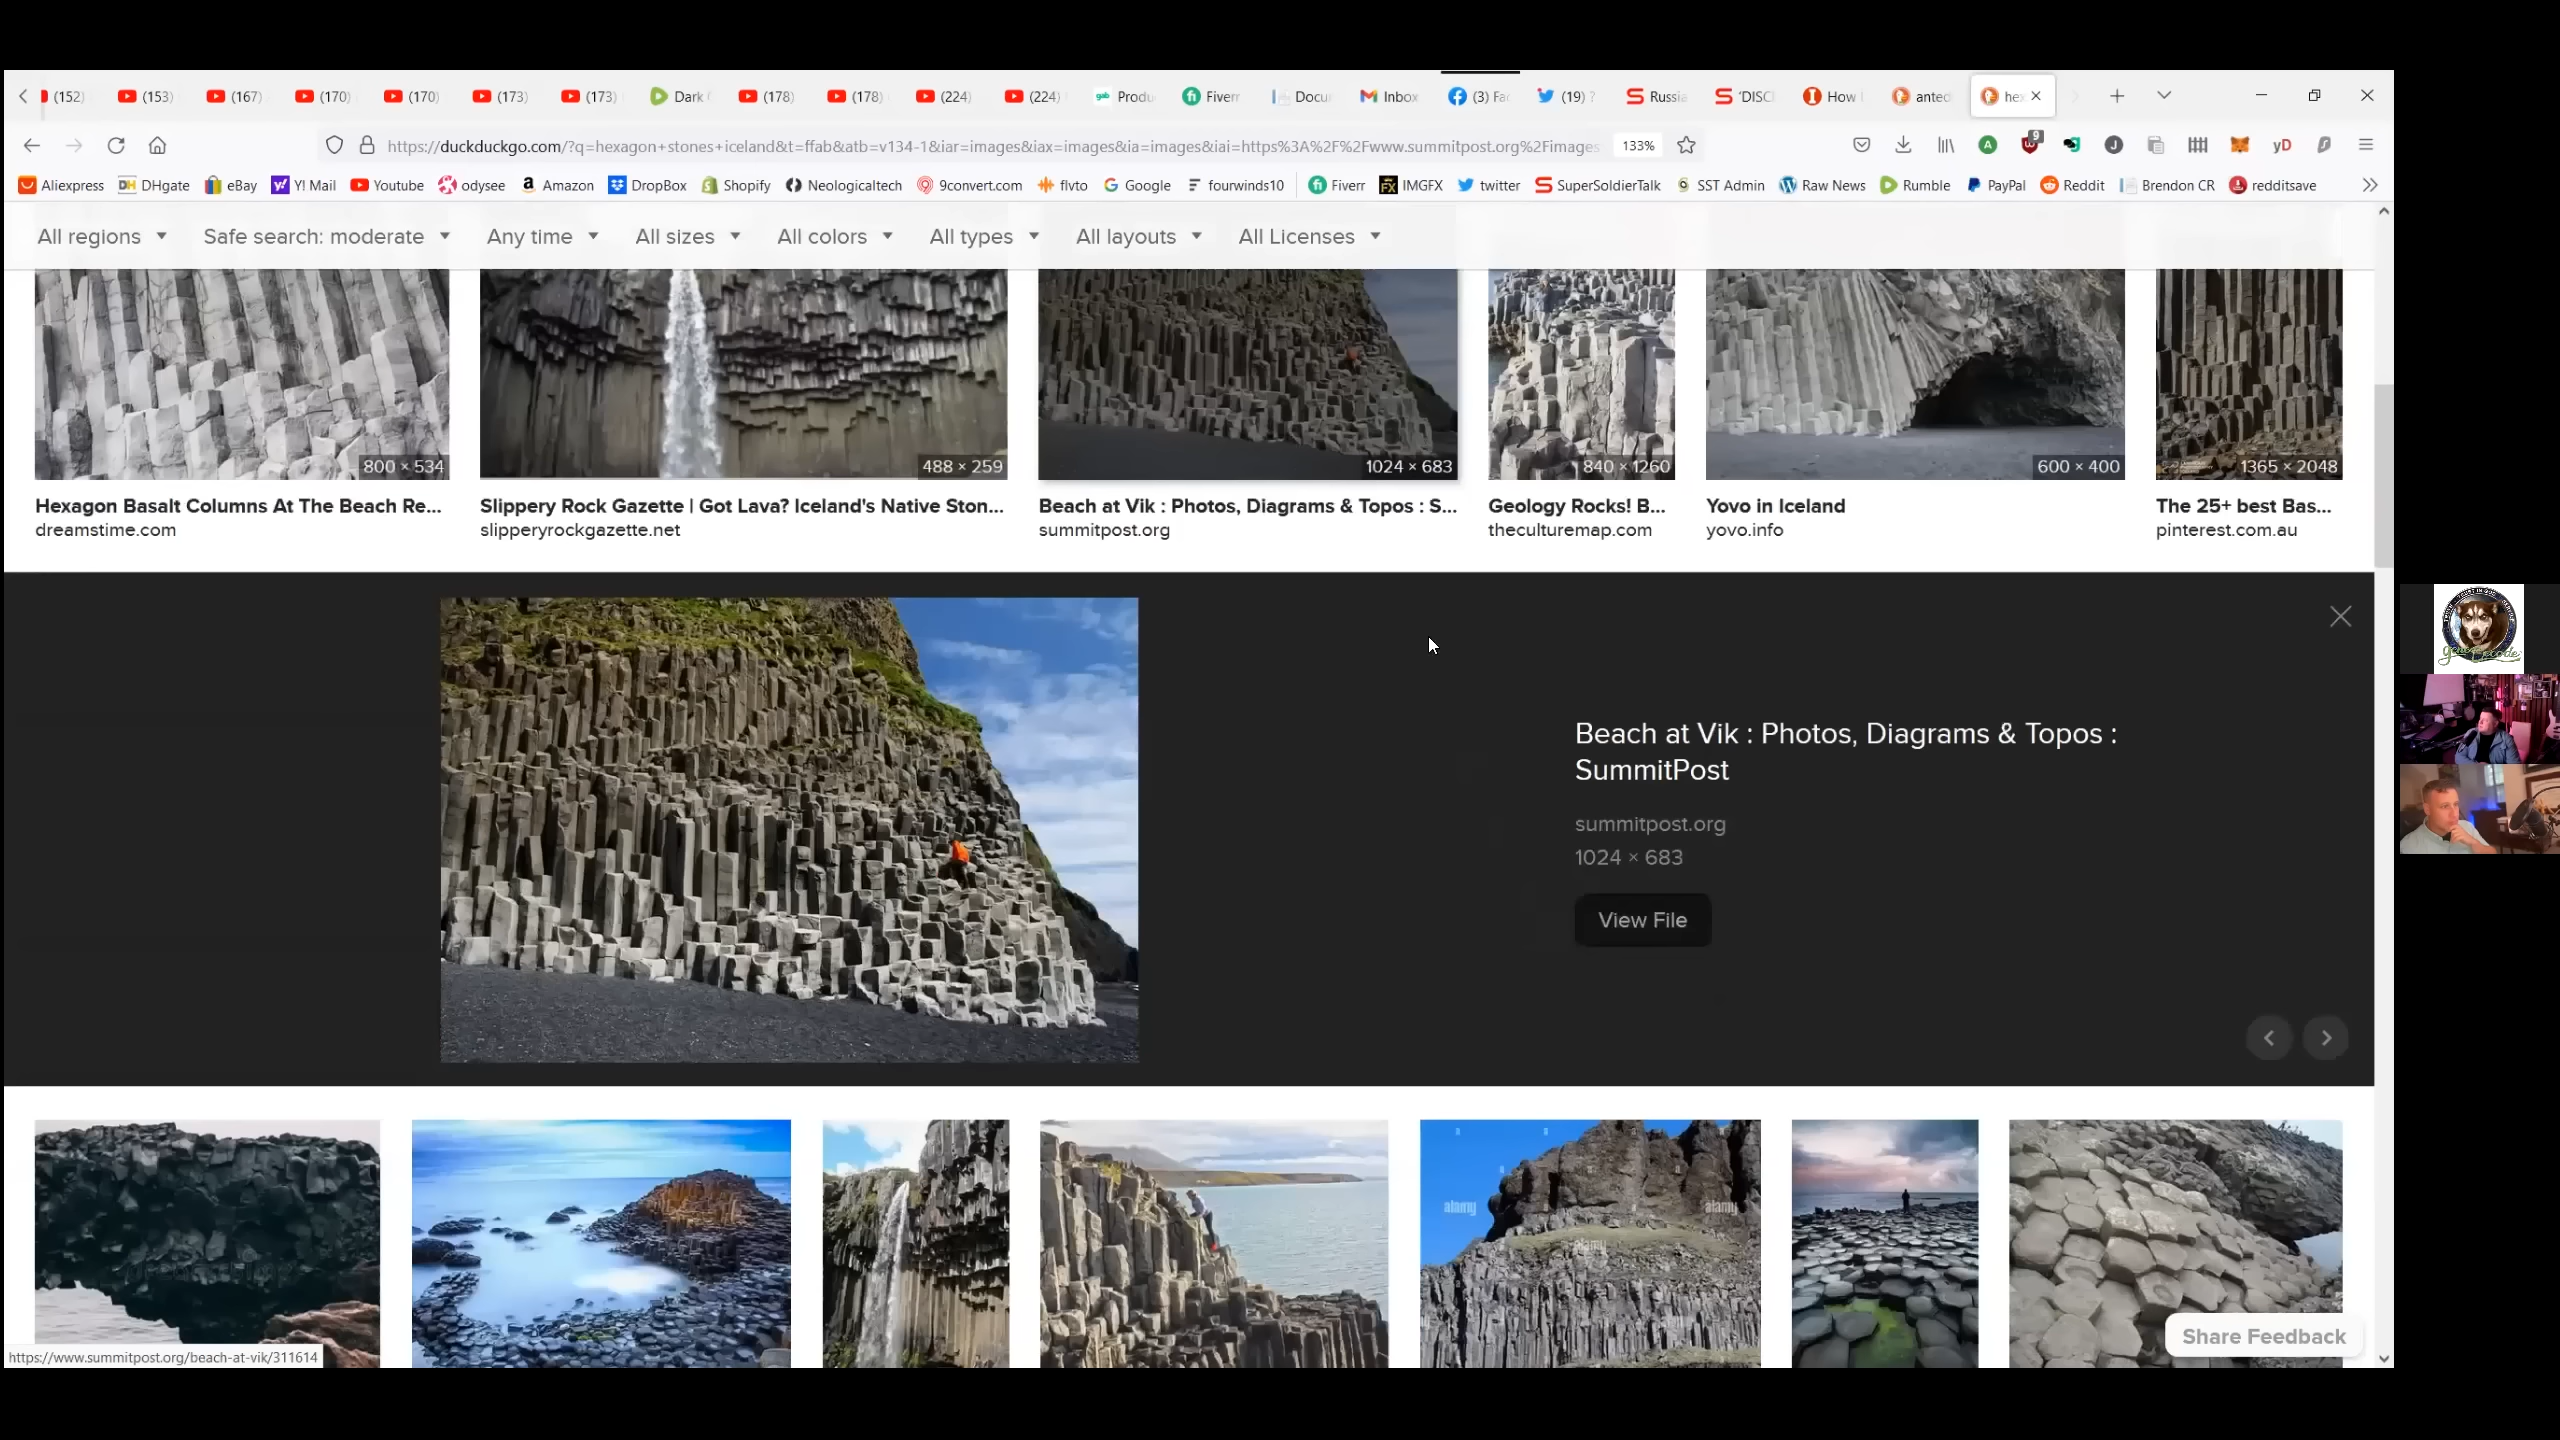 (152)
(153)
(167)
(170)
(170)
(173)
(173)
Dark
(178)
(178)
(224)
(224)
gab Produ
fi Fiverr
Docu
Inbox
(3) Fac
(19) ?
Russia
'DISC
How
anted
hex
https://duckduckgo.com/?q=hexagon+stones+iceland&t=ffab&atb=v134-1&iar=images&iax=images&ia=images&iai=https%3A%2F%2Fwww.summitpost.org%2Fimages
133%
9
yD
Aliexpress
DHgate
eBay
Y! Mail
Youtube
odysee
Amazon
DropBox
Shopify
Neologicaltech
9convert.com
flvto
Google
fourwinds10
Fiverr
IMGFX
twitter
SuperSoldierTalk
SST Admin
Raw News
Rumble
PayPal
Reddit
Brendon CR
redditsave
All regions
Safe search: moderate
Any time
All sizes
All colors
All types
All layouts
All Licenses
800 × 534
488 × 259
1024 × 683
840 × 1260
600 × 400
1365 × 2048
Hexagon Basalt Columns At The Beach Re...
dreamstime.com
Slippery Rock Gazette | Got Lava? Iceland's Native Ston...
slipperyrockgazette.net
Beach at Vik : Photos, Diagrams & Topos : S...
summitpost.org
Geology Rocks! B...
theculturemap.com
Yovo in Iceland
yovo.info
The 25+ best Bas...
pinterest.com.au
Beach at Vik : Photos, Diagrams & Topos :
SummitPost
summitpost.org
1024 × 683
View File
alamy
alamy
alamy
Share Feedback
https://www.summitpost.org/beach-at-vik/311614